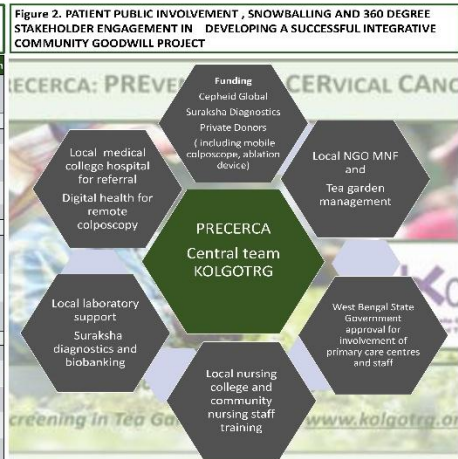 Figure 2. PATIENT PUBLIC INVOLVEMENT , SNOWBALLING AND 360 DEGREE
STAKEHOLDER ENGAGEMENT IN DEVELOPING A SUCCESSFUL INTEGRATIVE
COMMUNITY GOODWILL PROJECT
RECERCA: PREve
CERvical CAnc
Funding
Cepheid Global
Suraksha Diagnostics
Private Donors
( including mobile
colposcope, ablation
device)
Local medical
college hospital
for referral
Digital health for
remote
colposcopy
Local NGO MNF
and
Tea garden
management
PRECERCA
Central team
KOLGOTRG
Local laboratory
support
Suraksha
diagnostics and
biobanking
West Bengal State
Government
approval for
involvement of
primary care centres
and staff
Local nursing
college and
community
nursing staff
training
creening in Tea Ga
www.kolgotrg.or